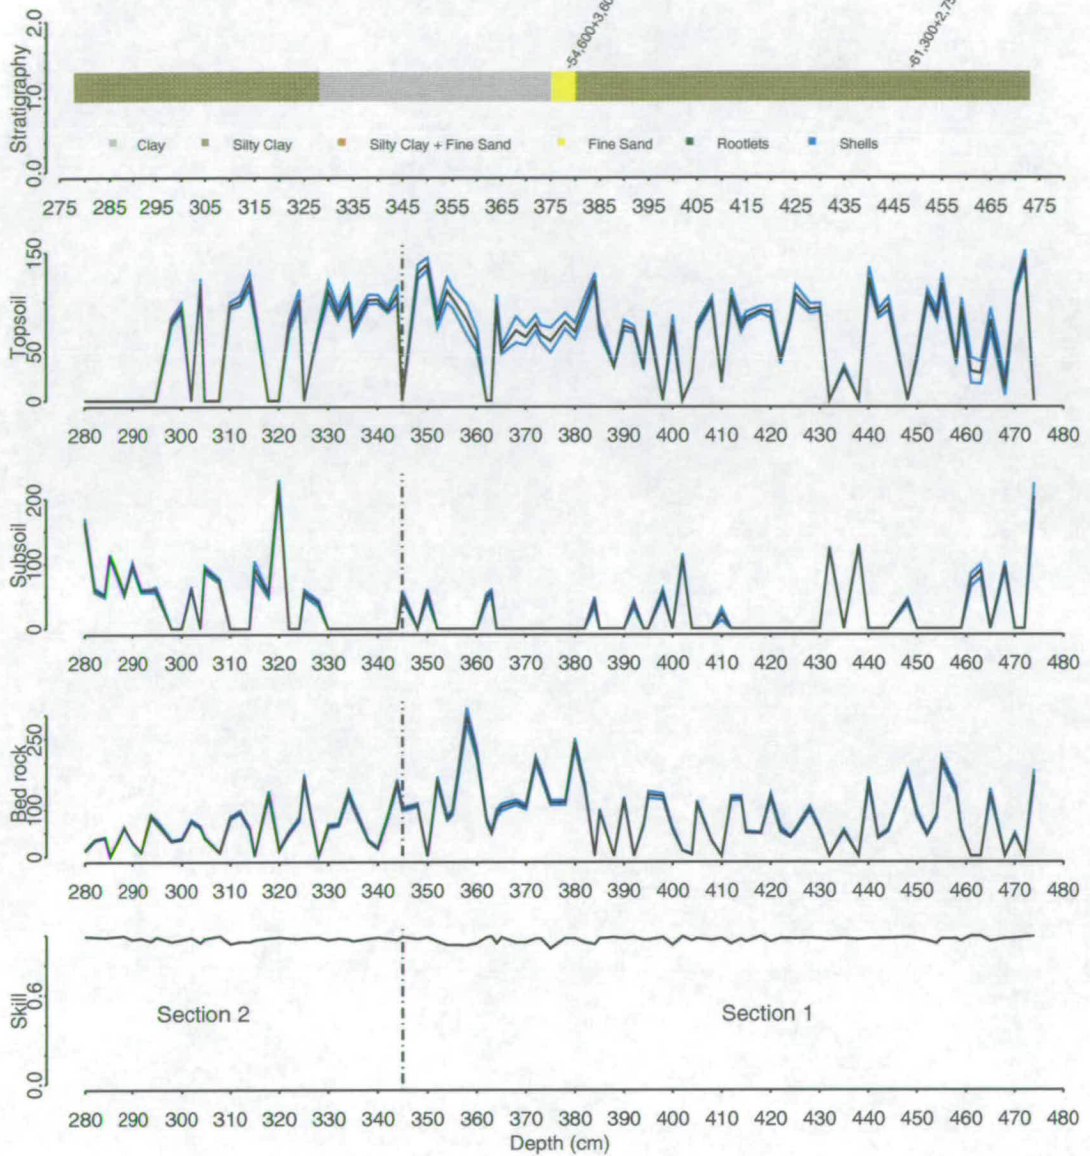 -54,600+3,60
-61,300+2,75
Stratigraphy
2.0
1.0
0.0
Clay
Silty Clay
Silty Clay + Fine Sand
Fine Sand
Rootlets
Shells
275 285 295 305 315 325 335 345 355 365 375 385 395 405 415 425 435 445 455 465 475
Topsoil
150
50
0
280 290 300 310 320 330 340 350 360 370 380 390 400 410 420 430 440 450 460 470 480
Subsoil
200
100
0
280 290 300 310 320 330 340 350 360 370 380 390 400 410 420 430 440 450 460 470 480
Bed rock
250
100
0
280 290 300 310 320 330 340 350 360 370 380 390 400 410 420 430 440 450 460 470 480
Skill
0.6
0.0
Section 2
Section 1
280 290 300 310 320 330 340 350 360 370 380 390 400 410 420 430 440 450 460 470 480
Depth (cm)